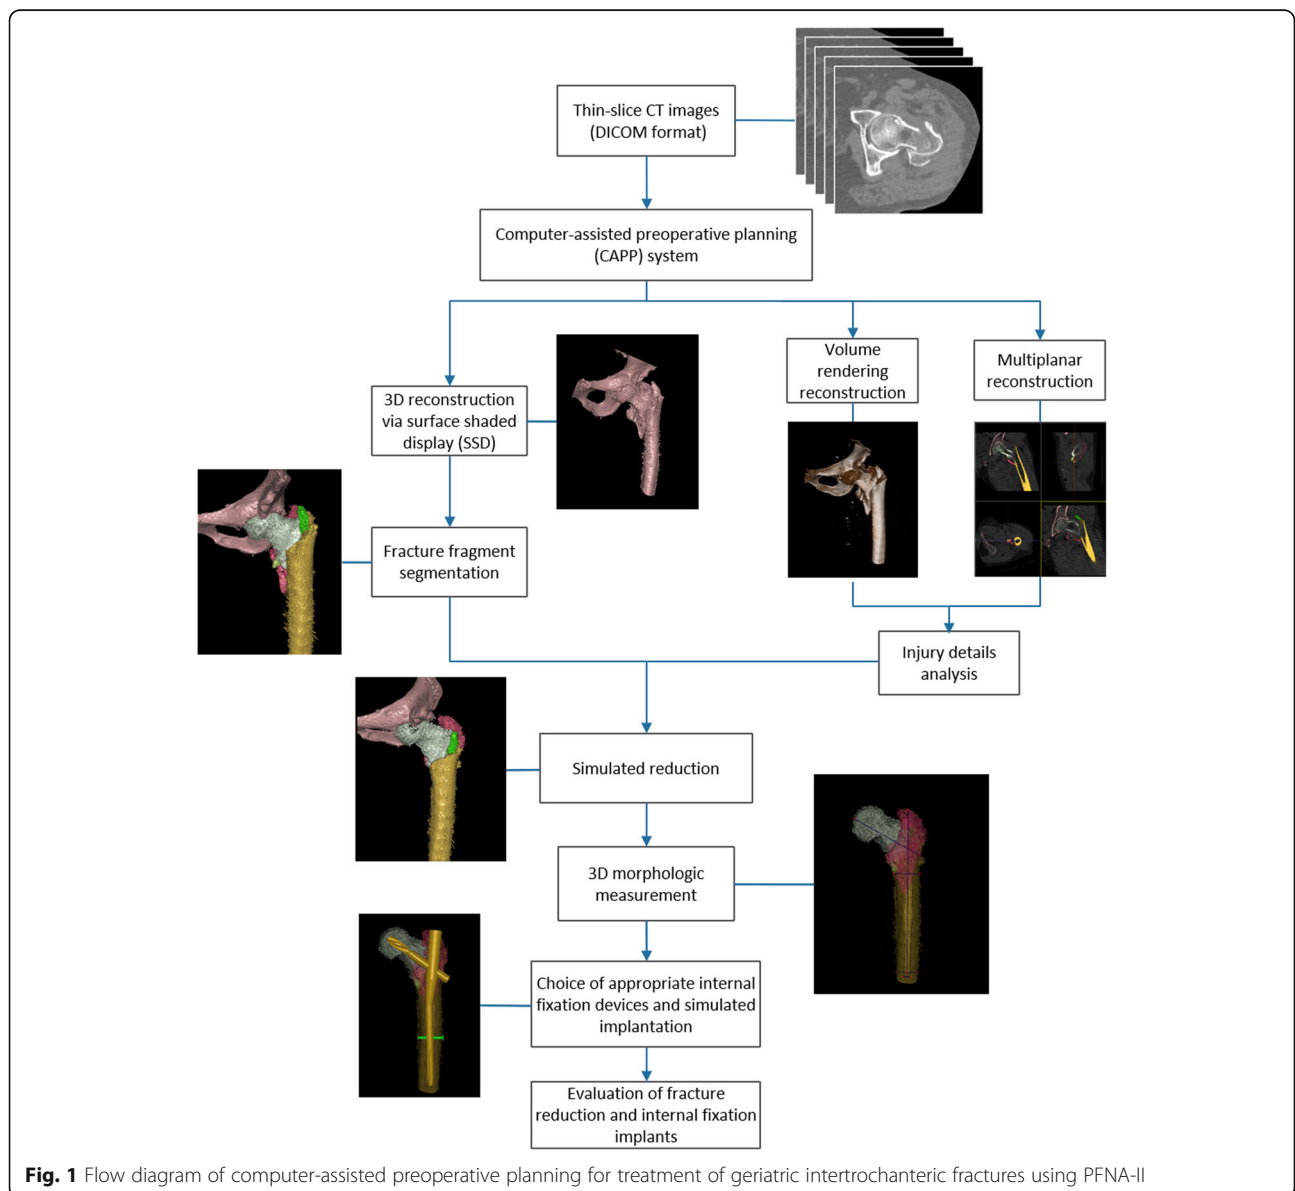 Thin-slice CT images
(DICOM format)
Computer-assisted preoperative planning
(CAPP) system
Volume
rendering
reconstruction
Multiplanar
reconstruction
3D reconstruction
via surface shaded
display (SSD)
Fracture fragment
segmentation
Injury details
analysis
Simulated reduction
3D morphologic
measurement
Choice of appropriate internal
fixation devices and simulated
implantation
Evaluation of fracture
reduction and internal fixation
implants
Fig. 1 Flow diagram of computer-assisted preoperative planning for treatment of geriatric intertrochanteric fractures using PFNA-II